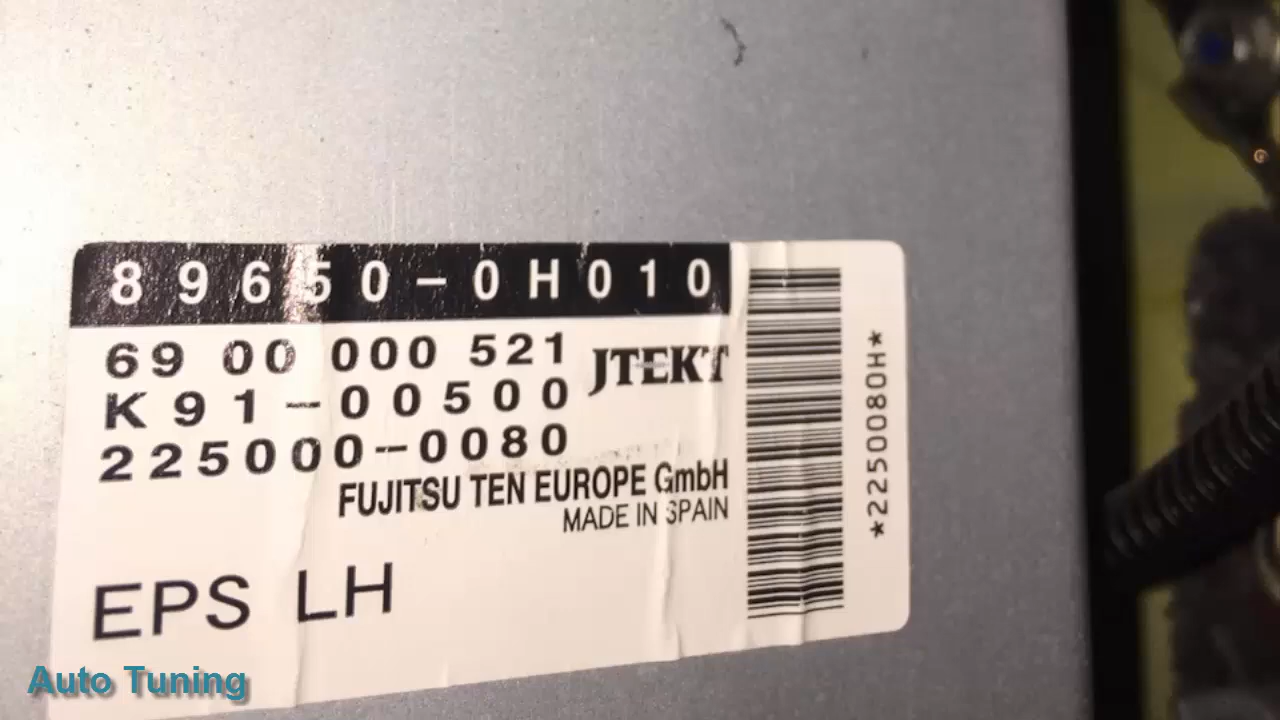 89650-0H010
69 00 000 521
JTEKT
K91-00500
225000-0080
FUJITSU TEN EUROPE GmbH
MADE IN SPAIN
EPS LH
*2250080H*
Auto Tuning